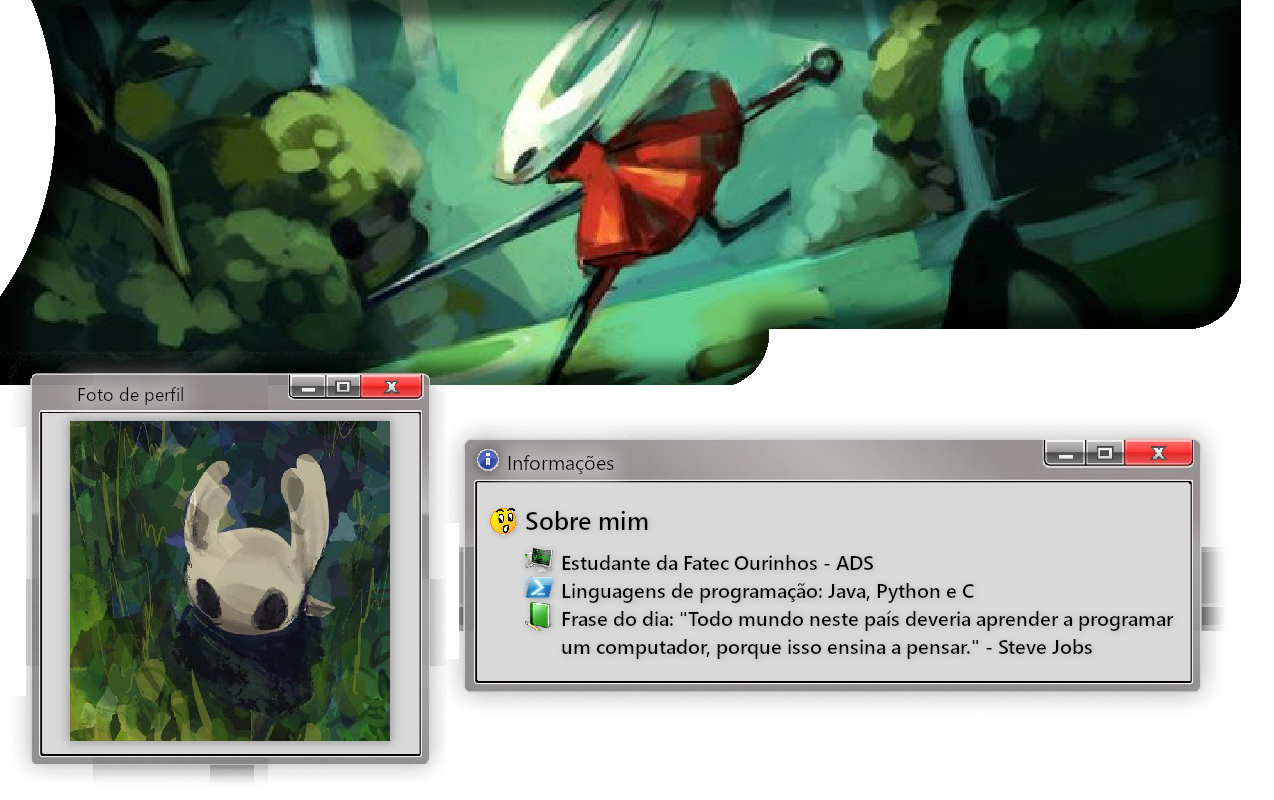 Foto de perfil
Informações
Sobre mim
Estudante da Fatec Ourinhos - ADS
Linguagens de programação: Java, Python e C
Frase do dia: "Todo mundo neste país deveria aprender a programar
um computador, porque isso ensina a pensar." - Steve Jobs